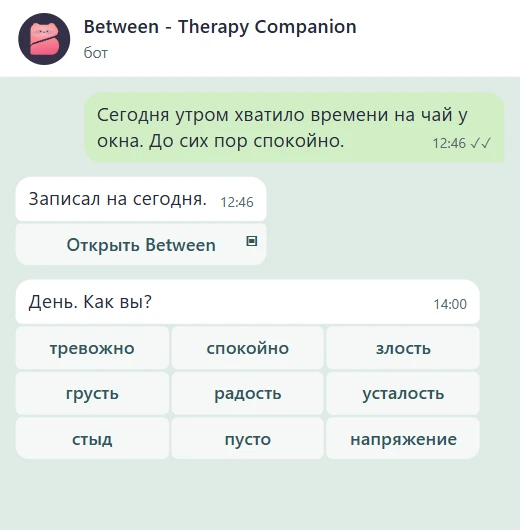 Between - Therapy Companion
бот
Сегодня утром хватило времени на чай у
окна. До сих пор спокойно.
12:46
Записал на сегодня.
12:46
Открыть Between
День. Как вы?
14:00
тревожно спокойно злость
грусть радость усталость
стыд пусто напряжение